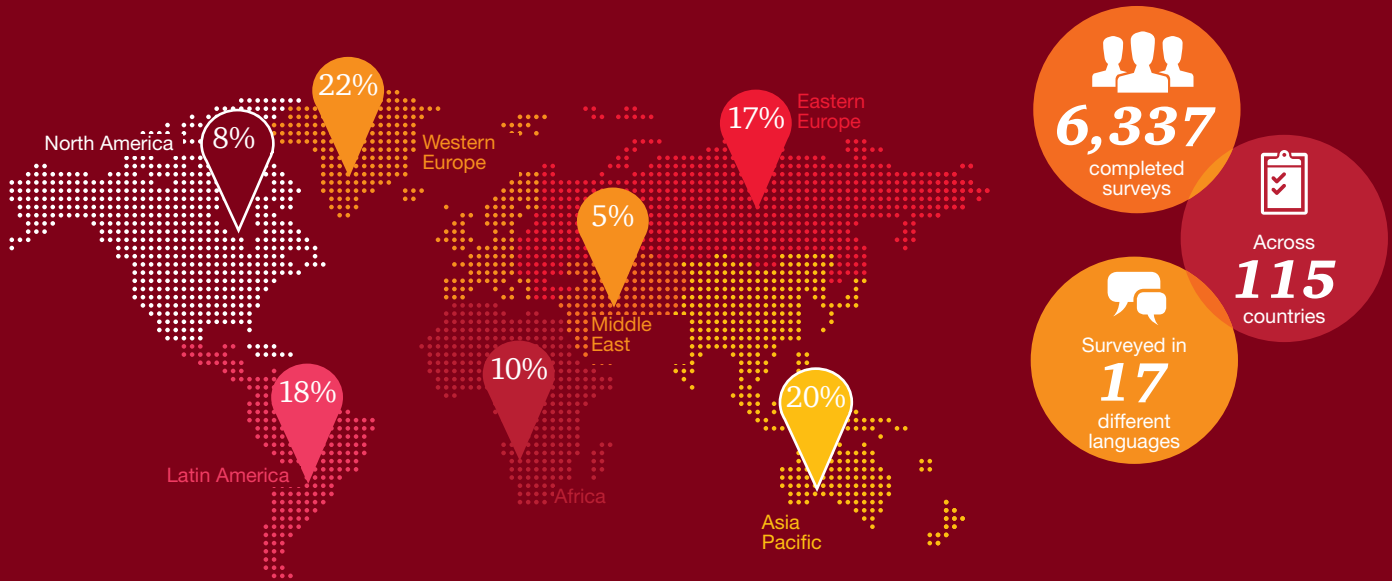 22%
Western
Europe
North America
8%
17%
Eastern
Europe
5%
Middle
East
10%
Africa
18%
Latin America
20%
Asia
Pacific
6,337
completed
surveys
Across
115
countries
Surveyed in
17
different
languages